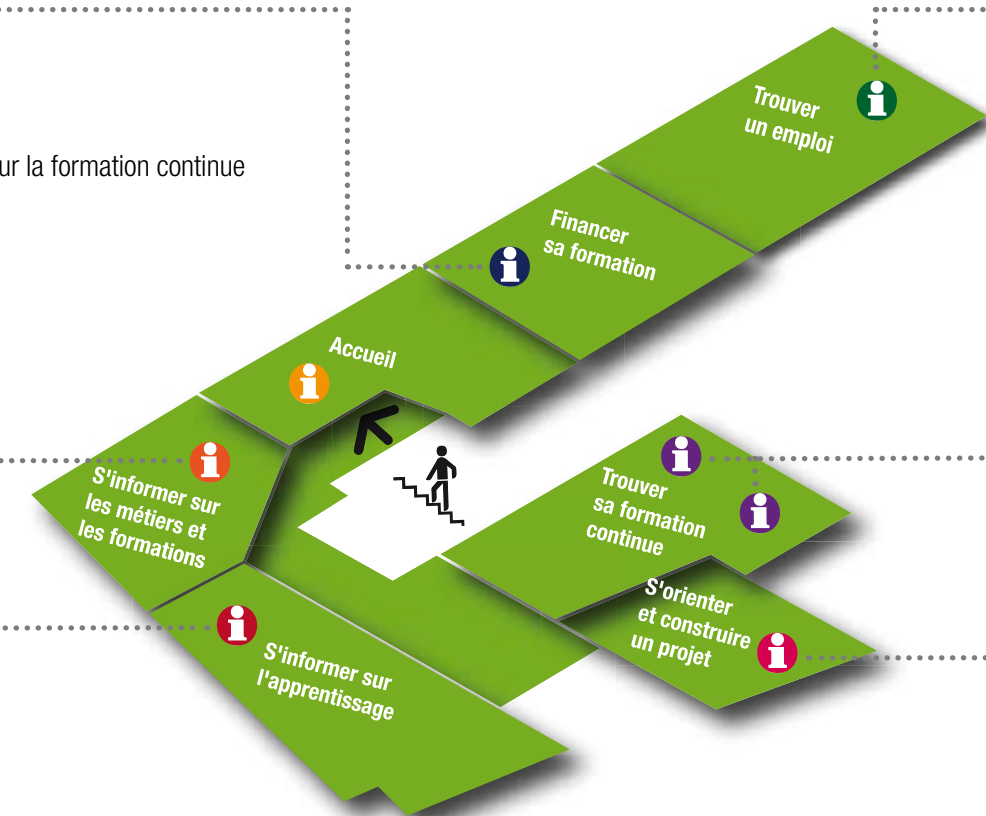 Trouver
un emploi
ur la formation continue
Financer
sa formation
Accueil
S'informer sur
les métiers et
les formations
Trouver
sa formation
continue
S'orienter
et construire
un projet
S'informer sur
l'apprentissage